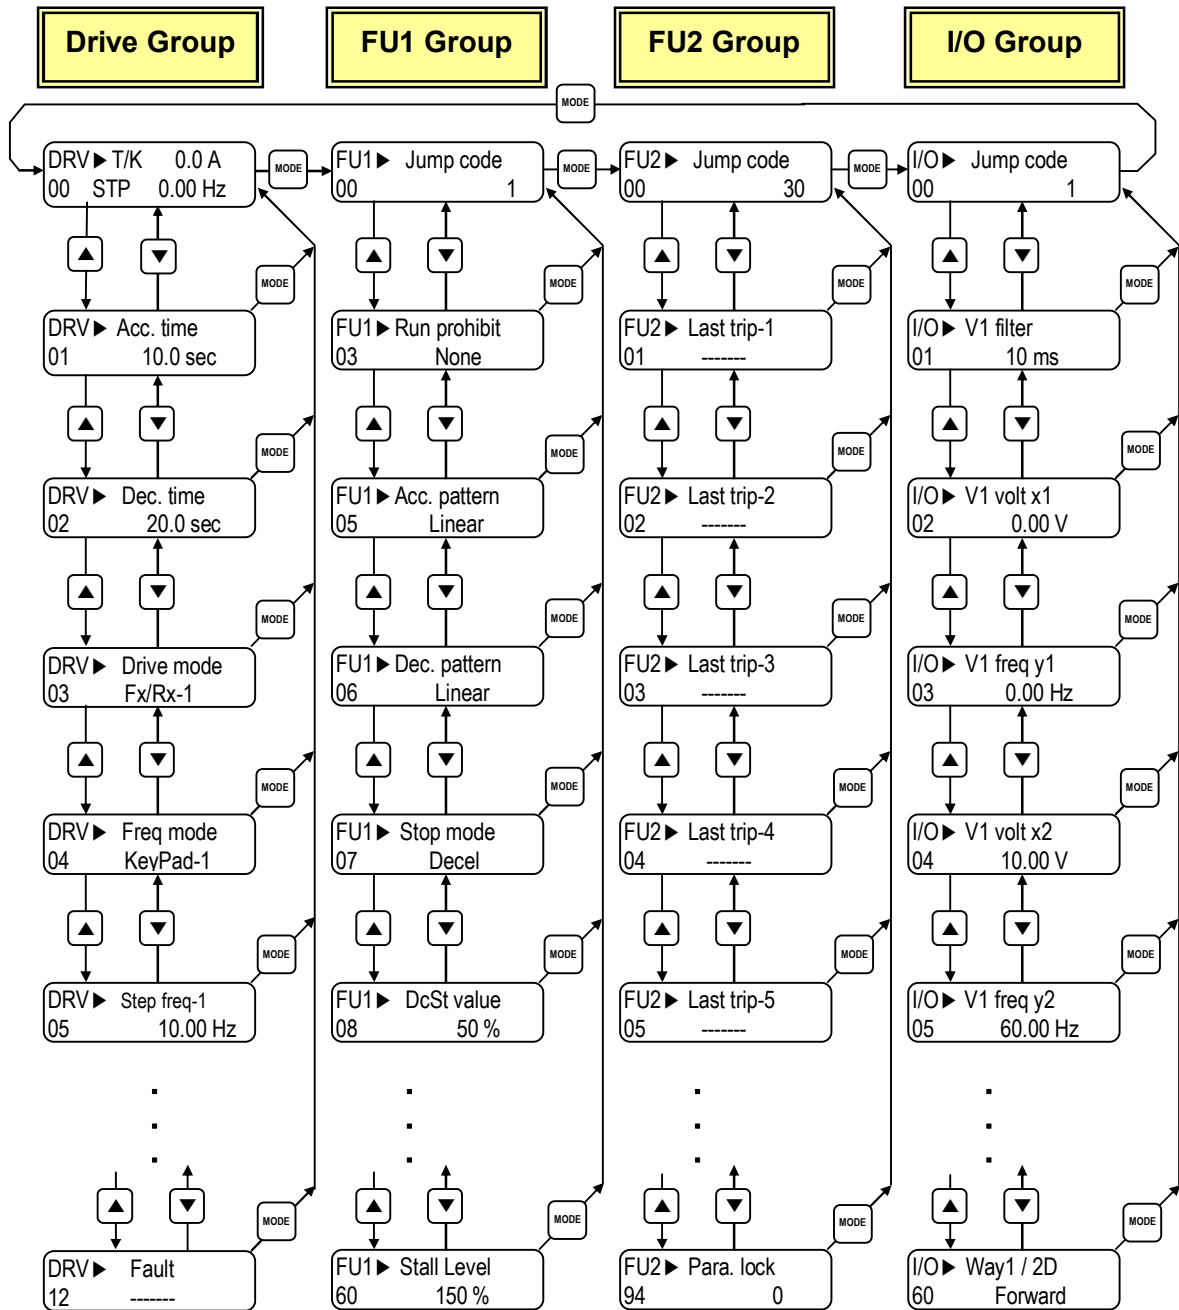 Drive Group
FU1 Group
FU2 Group
I/O Group
MODE
DRV▶ T/K 0.0 A
00 STP 0.00 Hz
MODE
FU1▶ Jump code
00 1
MODE
FU2▶ Jump code
00 30
MODE
I/O▶ Jump code
00 1
▲ ▼ MODE
▲ ▼ MODE
▲ ▼ MODE
▲ ▼ MODE
DRV▶ Acc. time
01 10.0 sec
FU1▶ Run prohibit
03 None
FU2▶ Last trip-1
01 -------
I/O▶ V1 filter
01 10 ms
▲ ▼ MODE
▲ ▼ MODE
▲ ▼ MODE
▲ ▼ MODE
DRV▶ Dec. time
02 20.0 sec
FU1▶ Acc. pattern
05 Linear
FU2▶ Last trip-2
02 -------
I/O▶ V1 volt x1
02 0.00 V
▲ ▼ MODE
▲ ▼ MODE
▲ ▼ MODE
▲ ▼ MODE
DRV▶ Drive mode
03 Fx/Rx-1
FU1▶ Dec. pattern
06 Linear
FU2▶ Last trip-3
03 -------
I/O▶ V1 freq y1
03 0.00 Hz
▲ ▼ MODE
▲ ▼ MODE
▲ ▼ MODE
▲ ▼ MODE
DRV▶ Freq mode
04 KeyPad-1
FU1▶ Stop mode
07 Decel
FU2▶ Last trip-4
04 -------
I/O▶ V1 volt x2
04 10.00 V
▲ ▼ MODE
▲ ▼ MODE
▲ ▼ MODE
▲ ▼ MODE
DRV▶ Step freq-1
05 10.00 Hz
FU1▶ DcSt value
08 50 %
FU2▶ Last trip-5
05 -------
I/O▶ V1 freq y2
05 60.00 Hz
▲ ▼ MODE
▲ ▼ MODE
▲ ▼ MODE
▲ ▼ MODE
DRV▶ Fault
12 -------
FU1▶ Stall Level
60 150 %
FU2▶ Para. lock
94 0
I/O▶ Way1 / 2D
60 Forward